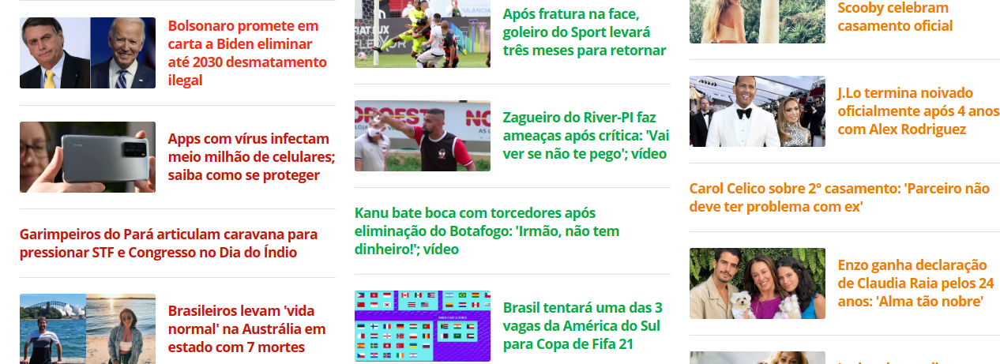 Bolsonaro promete em
carta a Biden eliminar
até 2030 desmatamento
ilegal
Apps com vírus infectam
meio milhão de celulares;
saiba como se proteger
Garimpeiros do Pará articulam caravana para
pressionar STF e Congresso no Dia do Índio
Brasileiros levam 'vida
normal' na Austrália em
estado com 7 mortes
Após fratura na face,
goleiro do Sport levará
três meses para retornar
Zagueiro do River-PI faz
ameaças após crítica: 'Vai
ver se não te pego'; vídeo
Kanu bate boca com torcedores após
eliminação do Botafogo: 'Irmão, não tem
dinheiro!'; vídeo
Brasil tentará uma das 3
vagas da América do Sul
para Copa de Fifa 21
Scooby celebram
casamento oficial
J.Lo termina noivado
oficialmente após 4 anos
com Alex Rodriguez
Carol Celico sobre 2° casamento: 'Parceiro não
deve ter problema com ex'
Enzo ganha declaração
de Claudia Raia pelos 24
anos: 'Alma tão nobre'